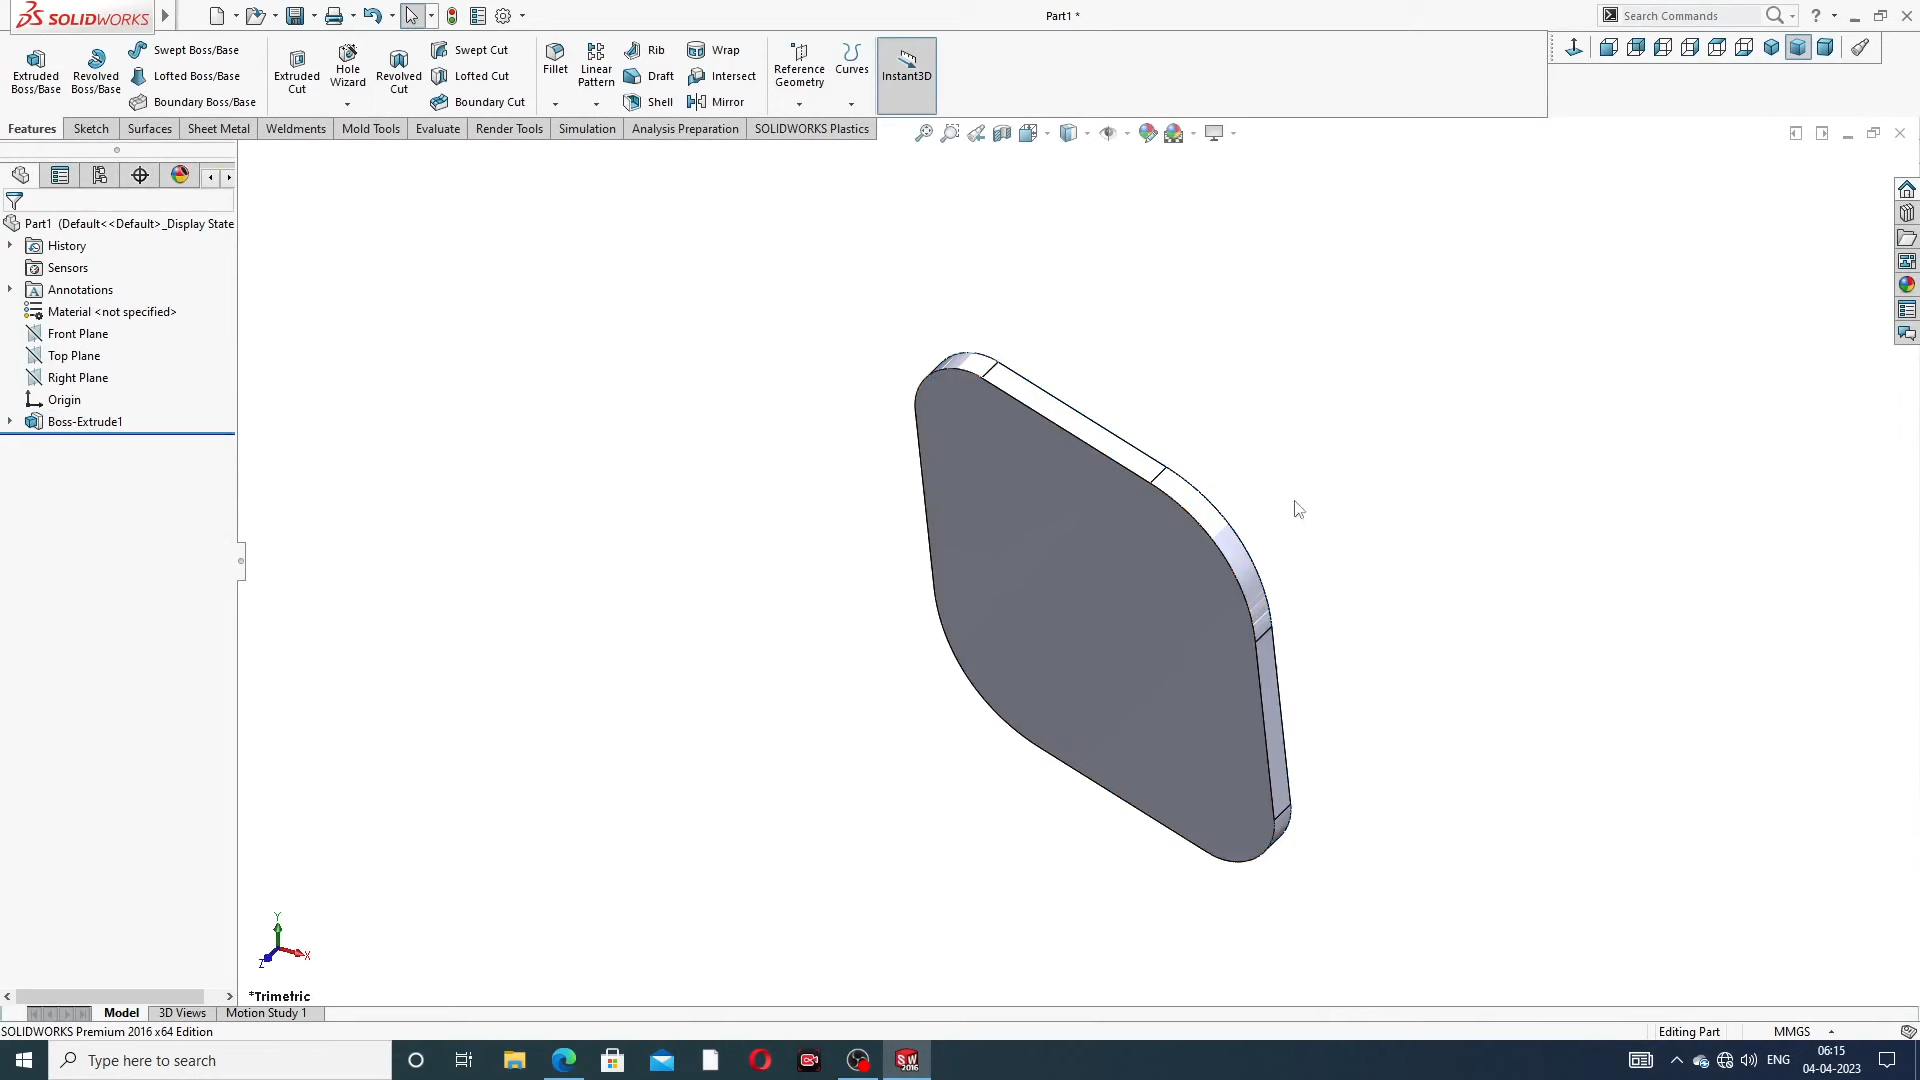 SOLIDWORKS
Part1 *
Search Commands
?
Extruded Boss/Base
Revolved Boss/Base
Swept Boss/Base
Lofted Boss/Base
Boundary Boss/Base
Extruded Cut
Hole Wizard
Revolved Cut
Swept Cut
Lofted Cut
Boundary Cut
Fillet
Linear Pattern
Rib
Draft
Shell
Wrap
Intersect
Mirror
Reference Geometry
Curves
Instant3D
Features
Sketch
Surfaces
Sheet Metal
Weldments
Mold Tools
Evaluate
Render Tools
Simulation
Analysis Preparation
SOLIDWORKS Plastics
Part1 (Default<<Default>_Display State
History
Sensors
Annotations
Material <not specified>
Front Plane
Top Plane
Right Plane
Origin
Boss-Extrude1
Y
X
Z
*Trimetric
Model
3D Views
Motion Study 1
SOLIDWORKS Premium 2016 x64 Edition
Editing Part
MMGS
Type here to search
SW
2016
ENG
06:15
04-04-2023